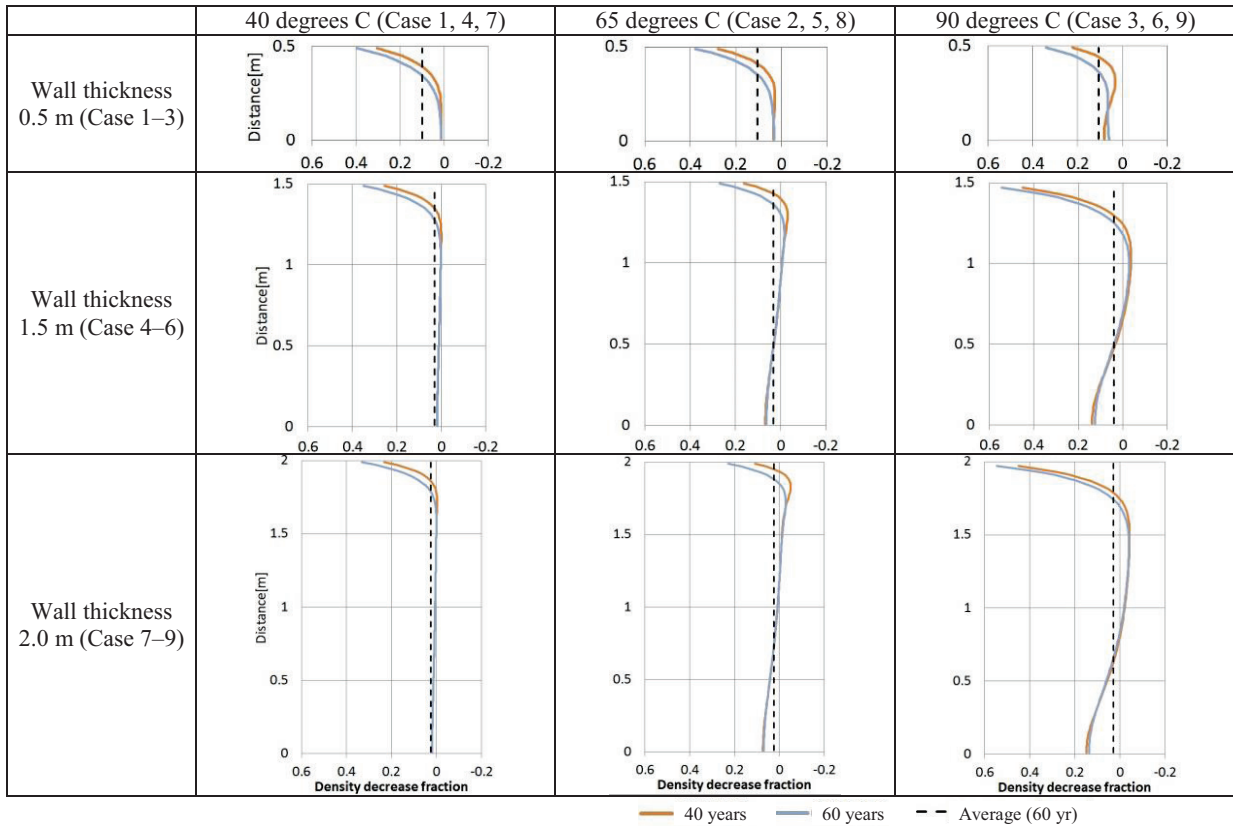 40 degrees C (Case 1, 4, 7) 65 degrees C (Case 2, 5, 8) 90 degrees C (Case 3, 6, 9)
Wall thickness
0.5 m (Case 1–3)
Distance[m]
0.5
0
0.6 0.4 0.2 0 -0.2
0.5
0
0.6 0.4 0.2 0 -0.2
0.5
0
0.6 0.4 0.2 0 -0.2
Wall thickness
1.5 m (Case 4–6)
Distance[m]
1.5
1
0.5
0
0.6 0.4 0.2 0 -0.2
1.5
1
0.5
0
0.6 0.4 0.2 0 -0.2
1.5
1
0.5
0
0.6 0.4 0.2 0 -0.2
Wall thickness
2.0 m (Case 7–9)
Distance[m]
2
1.5
1
0.5
0
0.6 0.4 0.2 0 -0.2
Density decrease fraction
2
1.5
1
0.5
0
0.6 0.4 0.2 0 -0.2
Density decrease fraction
2
1.5
1
0.5
0
0.6 0.4 0.2 0 -0.2
Density decrease fraction
40 years 60 years Average (60 yr)